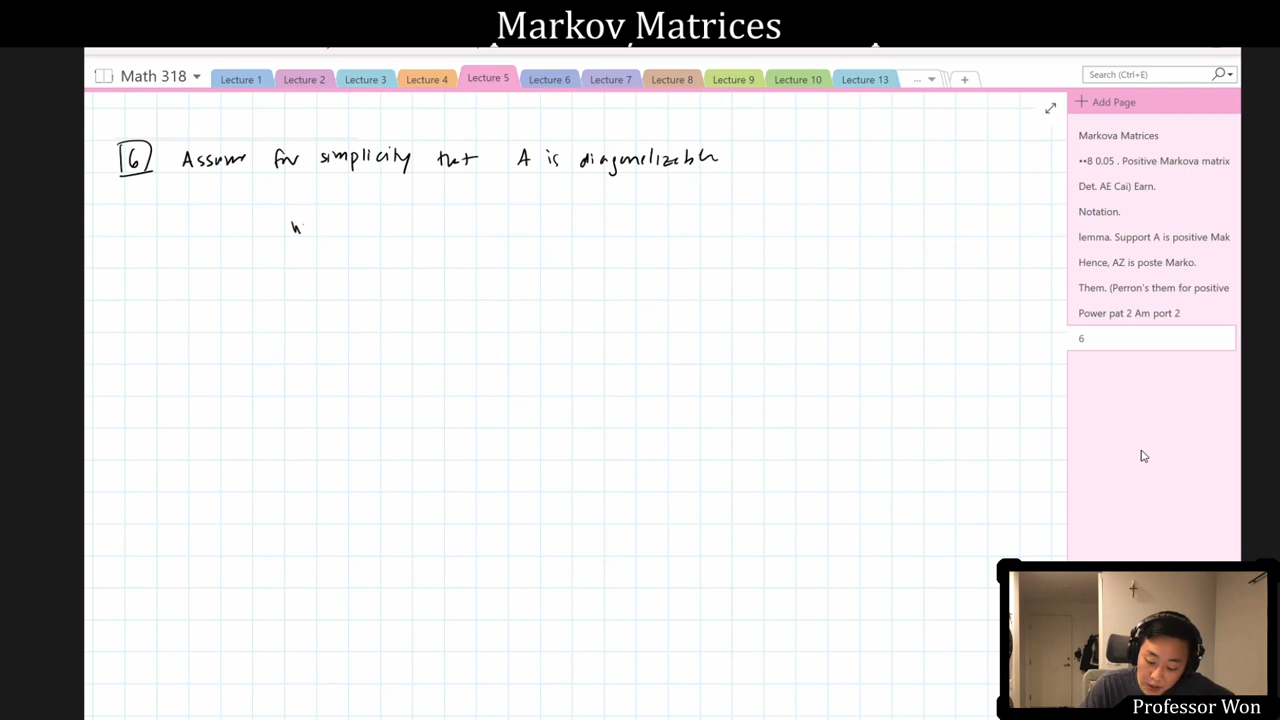 Markov Matrices
Math 318
Lecture 1
Lecture 2
Lecture 3
Lecture 4
Lecture 5
Lecture 6
Lecture 7
Lecture 8
Lecture 9
Lecture 10
Lecture 13
...
Search (Ctrl+E)
Add Page
Markova Matrices
••8 0.05 . Positive Markova matrix
Det. AE Cai) Earn.
Notation.
lemma. Support A is positive Mak
Hence, AZ is poste Marko.
Them. (Perron's them for positive
Power pat 2 Am port 2
6
6 Assume for simplicity that A is diagonalizable
Professor Won